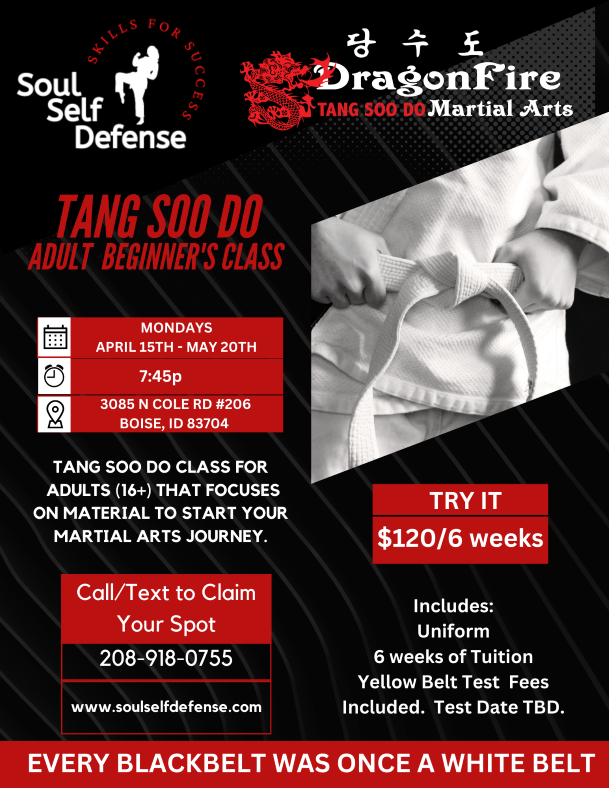 SKILLS FOR SUCCESS
Soul
Self
Defense
당 수 도
DragonFire
TANG SOO DO Martial Arts
TANG SOO DO
ADULT BEGINNER'S CLASS
MONDAYS
APRIL 15TH - MAY 20TH
7:45p
3085 N COLE RD #206
BOISE, ID 83704
TANG SOO DO CLASS FOR
ADULTS (16+) THAT FOCUSES
ON MATERIAL TO START YOUR
MARTIAL ARTS JOURNEY.
TRY IT
$120/6 weeks
Call/Text to Claim
Your Spot
208-918-0755
www.soulselfdefense.com
Includes:
Uniform
6 weeks of Tuition
Yellow Belt Test Fees
Included. Test Date TBD.
EVERY BLACKBELT WAS ONCE A WHITE BELT